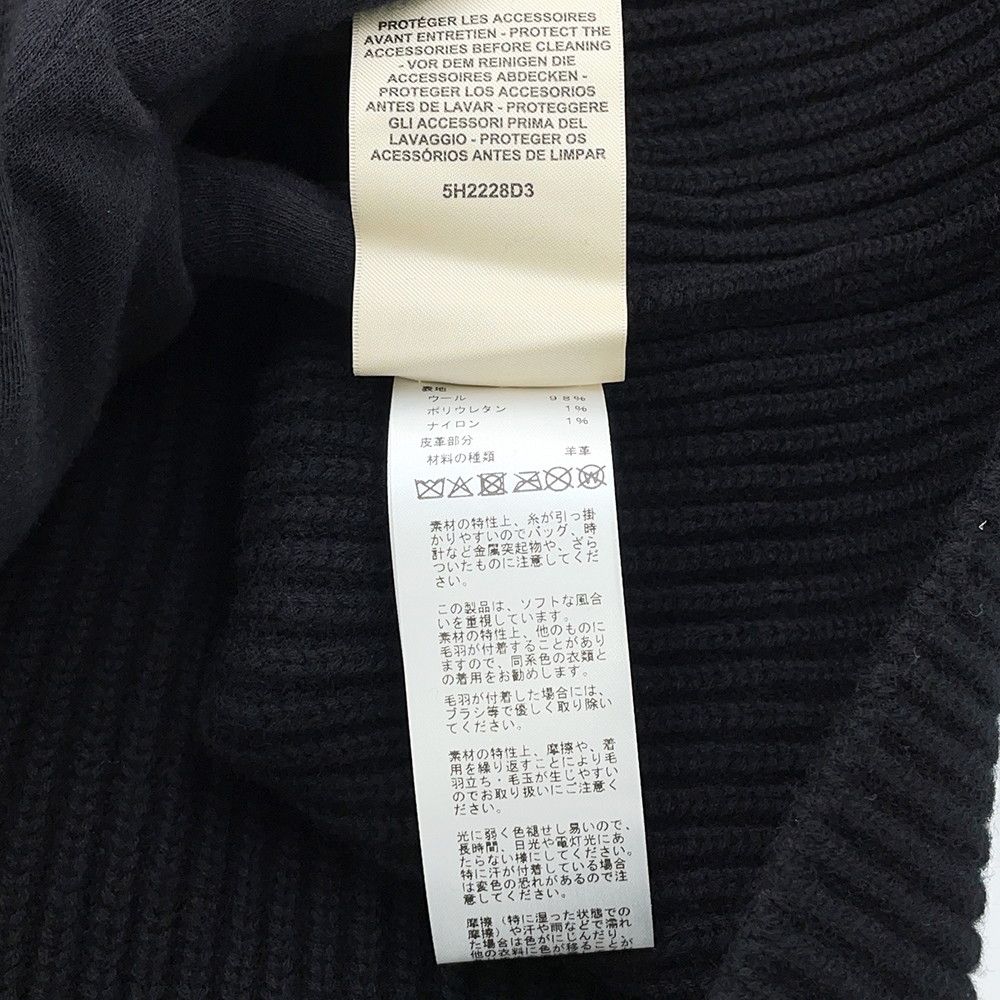 PROTÉGER LES ACCESSOIRES
AVANT ENTRETIEN - PROTECT THE
ACCESSORIES BEFORE CLEANING
- VOR DEM REINIGEN DIE
ACCESSOIRES ABDECKEN -
PROTEGER LOS ACCESORIOS
ANTES DE LAVAR - PROTEGGERE
GLI ACCESSORI PRIMA DEL
LAVAGGIO - PROTEGER OS
ACESSÓRIOS ANTES DE LIMPAR
5H2228D3
表地
ウール 98%
ポリウレタン 1%
ナイロン 1%
皮革部分
材料の種類 羊革
素材の特性上、糸が引っ掛
かりやすいのでバッグ、時
計など金属突起物や、ざら
ついたものに注意してくだ
さい。
この製品は、ソフトな風合
いを重視しています。
素材の特性上、他のものに
毛羽が付着することがあり
ますので、同系色の衣類と
の着用をお勧めします。
毛羽が付着した場合には、
ブラシ等で優しく取り除い
てください。
素材の特性上、摩擦や、着
用を繰り返すことにより毛
羽立ち・毛玉が生じやすい
のでお取り扱いにご注意く
ださい。
光に弱く色褪せし易いので、
長時間、日光や電灯光にあ
たらない様にしてください。
特に汗が付着している場合
は変色の恐れがあるので注
意してください。
摩擦（特に湿った状態での
摩擦）や汗や雨などで濡れ
た場合は色がにじんだり、
他の衣料に色が移ることが